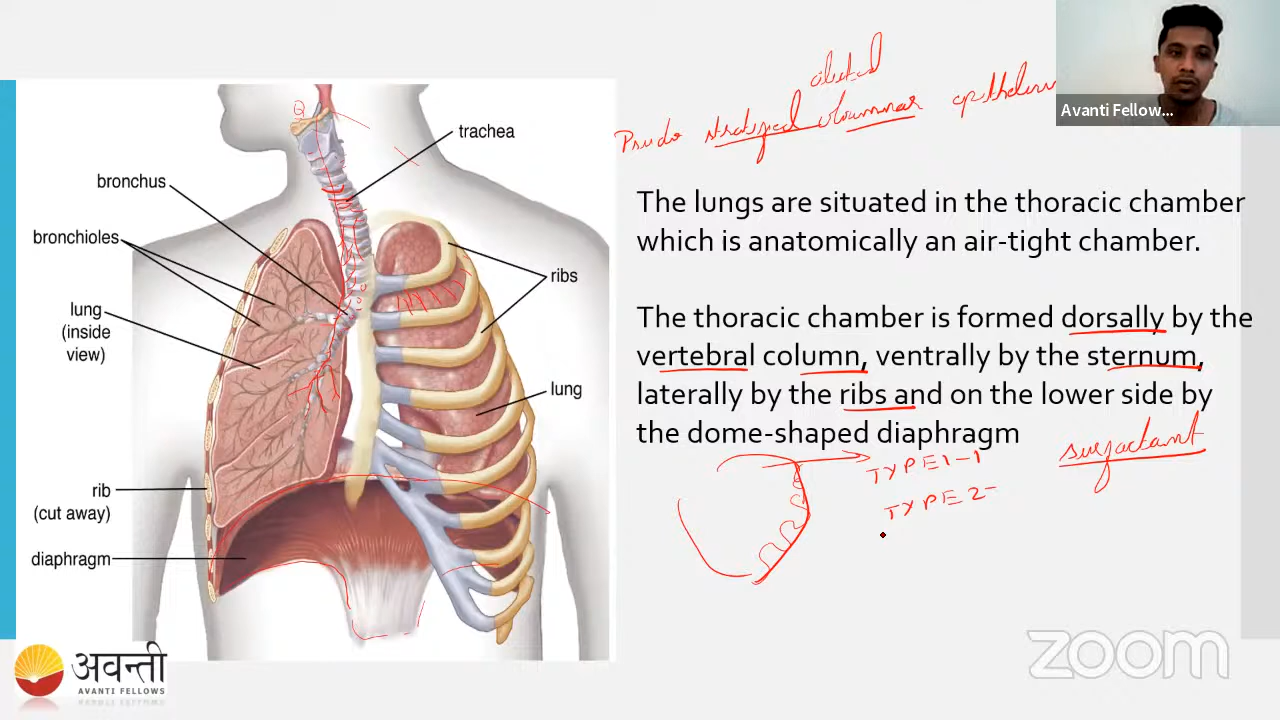 ciliated
Pseudo stratified columnar epithelium
Avanti Fellow...
trachea
bronchus
bronchioles
ribs
lung
(inside
view)
lung
rib
(cut away)
diaphragm
The lungs are situated in the thoracic chamber
which is anatomically an air-tight chamber.
The thoracic chamber is formed dorsally by the
vertebral column, ventrally by the sternum,
laterally by the ribs and on the lower side by
the dome-shaped diaphragm
surfactant
TYPE1-1
TYPE2-
अवन्ती
AVANTI FELLOWS
zoom